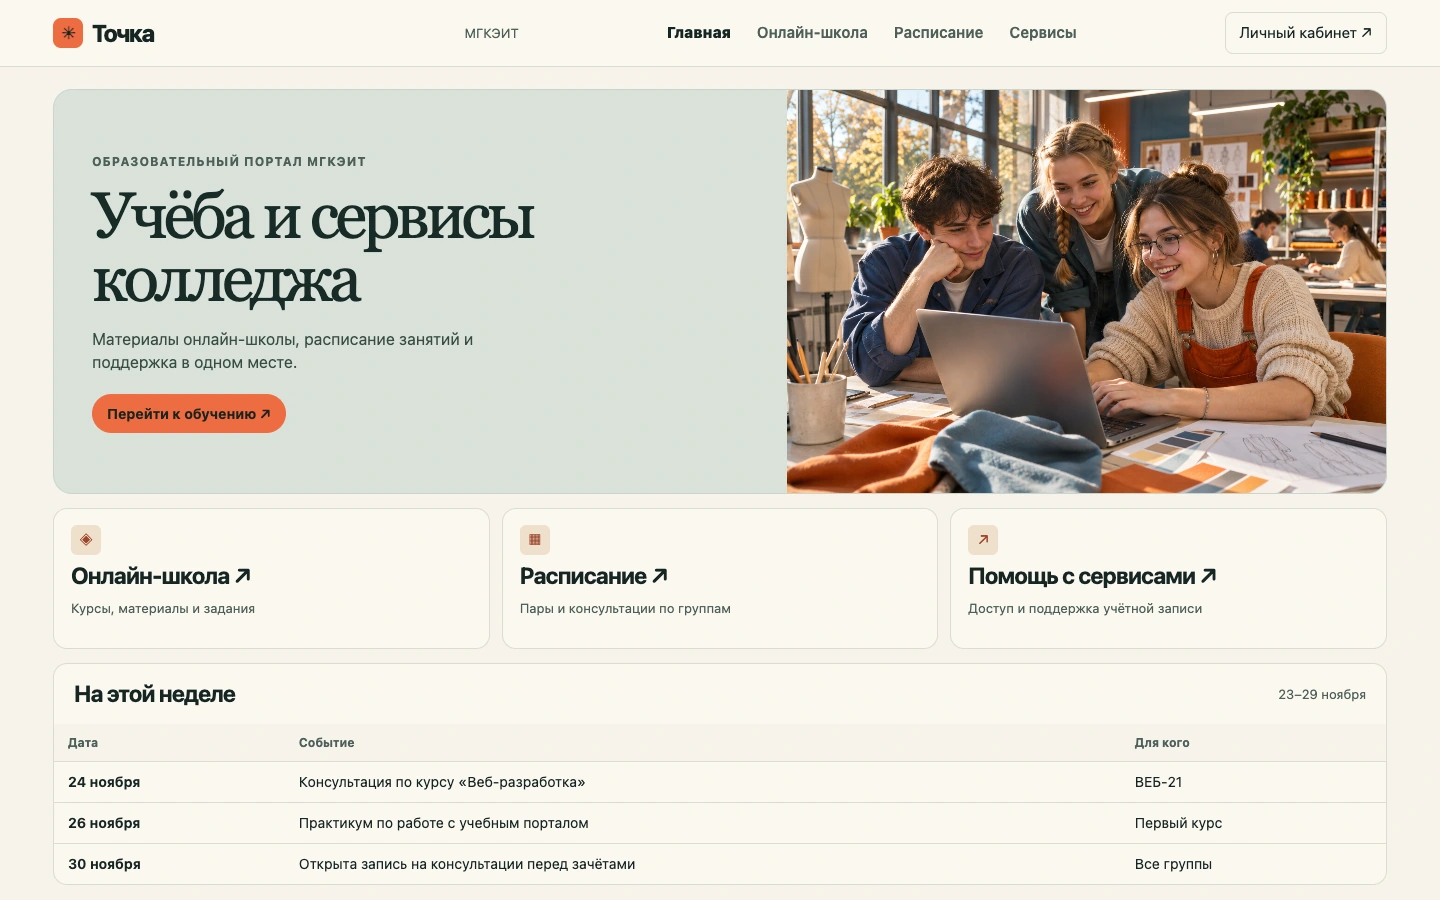 Точка
МГКЭИТ
Главная
Онлайн-школа
Расписание
Сервисы
Личный кабинет ↗
ОБРАЗОВАТЕЛЬНЫЙ ПОРТАЛ МГКЭИТ
Учёба и сервисы
колледжа
Материалы онлайн-школы, расписание занятий и
поддержка в одном месте.
Перейти к обучению ↗
Онлайн-школа ↗
Курсы, материалы и задания
Расписание ↗
Пары и консультации по группам
Помощь с сервисами ↗
Доступ и поддержка учётной записи
На этой неделе
23–29 ноября
Дата Событие Для кого
24 ноября Консультация по курсу «Веб-разработка» ВЕБ-21
26 ноября Практикум по работе с учебным порталом Первый курс
30 ноября Открыта запись на консультации перед зачётами Все группы